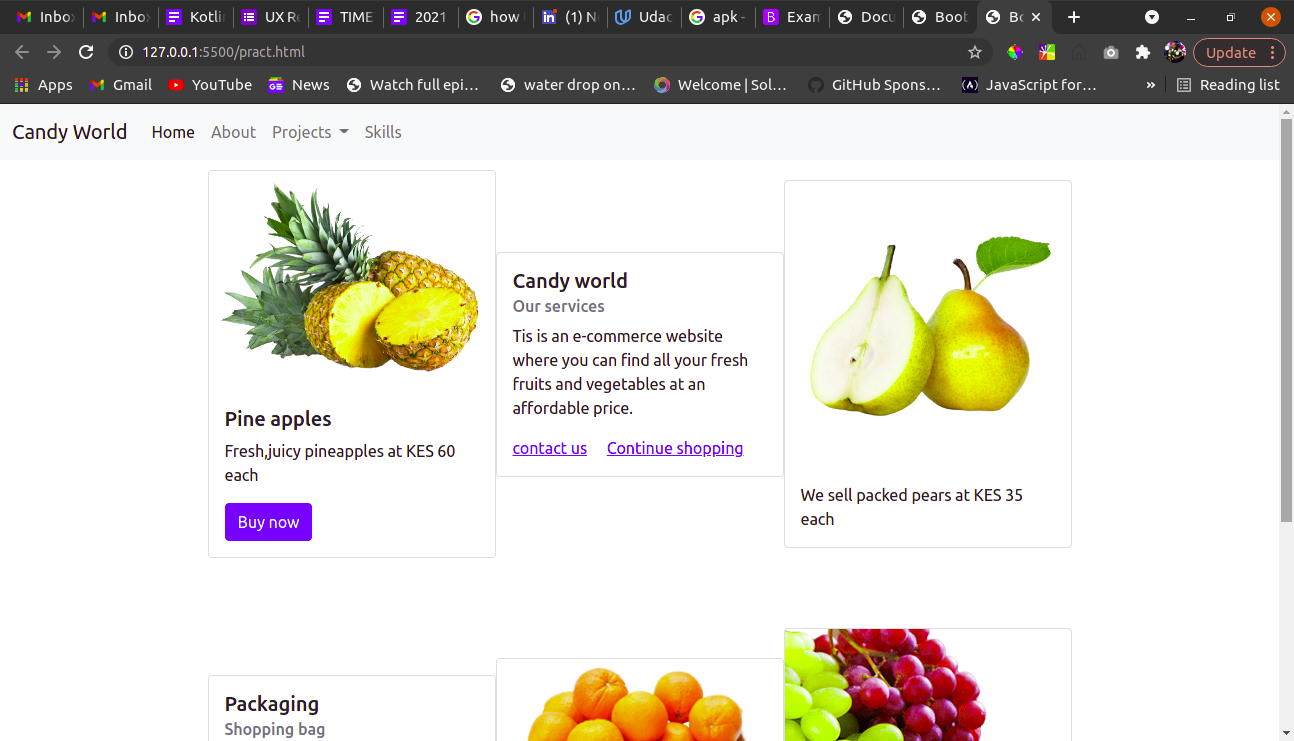 Inbo
Inbo
Kotli
UX R
TIME
2021
how
(1) N
Udac
apk -
Exam
Docu
Boot
Bo
127.0.0.1:5500/pract.html
Update
Apps
Gmail
YouTube
GE
News
Watch full epi...
water drop on...
Welcome | Sol...
GitHub Spons...
JavaScript for...
»
Reading list
Candy World
Home
About
Projects
Skills
Pine apples
Fresh,juicy pineapples at KES 60
each
Buy now
Candy world
Our services
Tis is an e-commerce website
where you can find all your fresh
fruits and vegetables at an
affordable price.
contact us
Continue shopping
We sell packed pears at KES 35
each
Packaging
Shopping bag